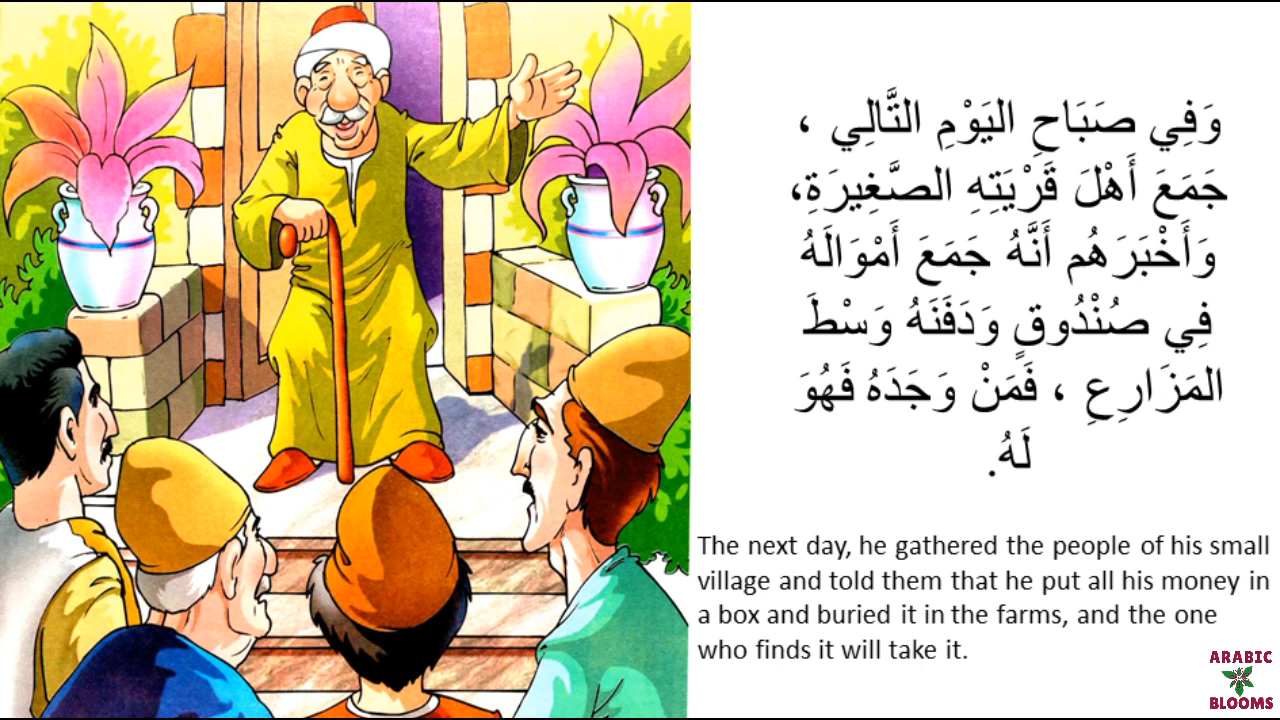 وَفِي صَبَاحِ اليَوْمِ التَّالِي ،
جَمَعَ أَهْلَ قَرْيَتِهِ الصَّغِيرَةِ،
وَأَخْبَرَهُم أَنَّهُ جَمَعَ أَمْوَالَهُ
فِي صُنْدُوقٍ وَدَفَنَهُ وَسْطَ
المَزَارِعِ ، فَمَنْ وَجَدَهُ فَهُوَ
لَهُ.
The next day, he gathered the people of his small
village and told them that he put all his money in
a box and buried it in the farms, and the one
who finds it will take it.
ARABIC
BLOOMS